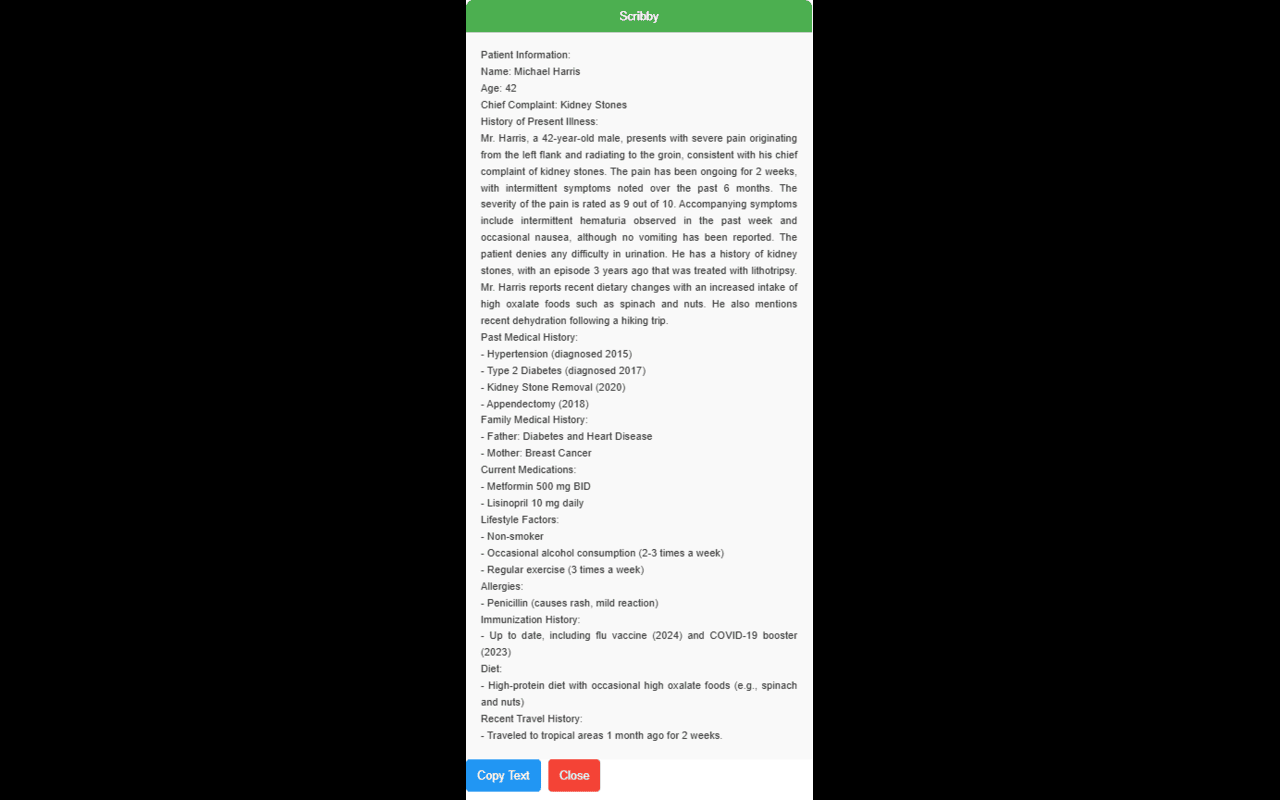 Scribby
Patient Information:
Name: Michael Harris
Age: 42
Chief Complaint: Kidney Stones
History of Present Illness:
Mr. Harris, a 42-year-old male, presents with severe pain originating
from the left flank and radiating to the groin, consistent with his chief
complaint of kidney stones. The pain has been ongoing for 2 weeks,
with intermittent symptoms noted over the past 6 months. The
severity of the pain is rated as 9 out of 10. Accompanying symptoms
include intermittent hematuria observed in the past week and
occasional nausea, although no vomiting has been reported. The
patient denies any difficulty in urination. He has a history of kidney
stones, with an episode 3 years ago that was treated with lithotripsy.
Mr. Harris reports recent dietary changes with an increased intake of
high oxalate foods such as spinach and nuts. He also mentions
recent dehydration following a hiking trip.
Past Medical History:
- Hypertension (diagnosed 2015)
- Type 2 Diabetes (diagnosed 2017)
- Kidney Stone Removal (2020)
- Appendectomy (2018)
Family Medical History:
- Father: Diabetes and Heart Disease
- Mother: Breast Cancer
Current Medications:
- Metformin 500 mg BID
- Lisinopril 10 mg daily
Lifestyle Factors:
- Non-smoker
- Occasional alcohol consumption (2-3 times a week)
- Regular exercise (3 times a week)
Allergies:
- Penicillin (causes rash, mild reaction)
Immunization History:
- Up to date, including flu vaccine (2024) and COVID-19 booster
(2023)
Diet:
- High-protein diet with occasional high oxalate foods (e.g., spinach
and nuts)
Recent Travel History:
- Traveled to tropical areas 1 month ago for 2 weeks.
Copy Text Close